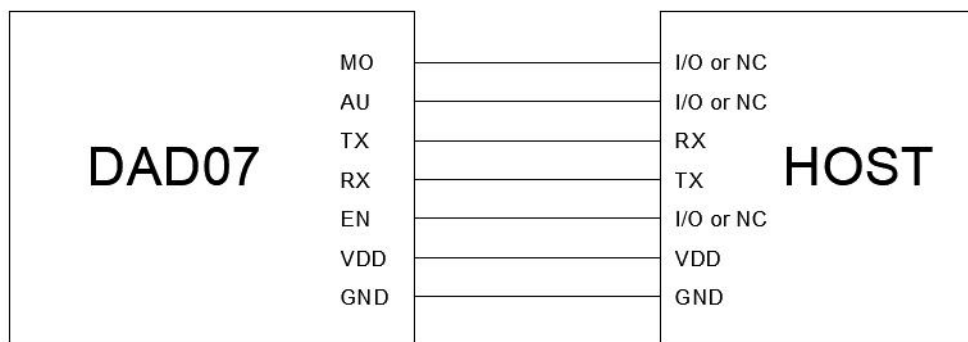 MO I/O or NC
AU I/O or NC
TX RX
DAD07 HOST
RX TX
EN I/O or NC
VDD VDD
GND GND